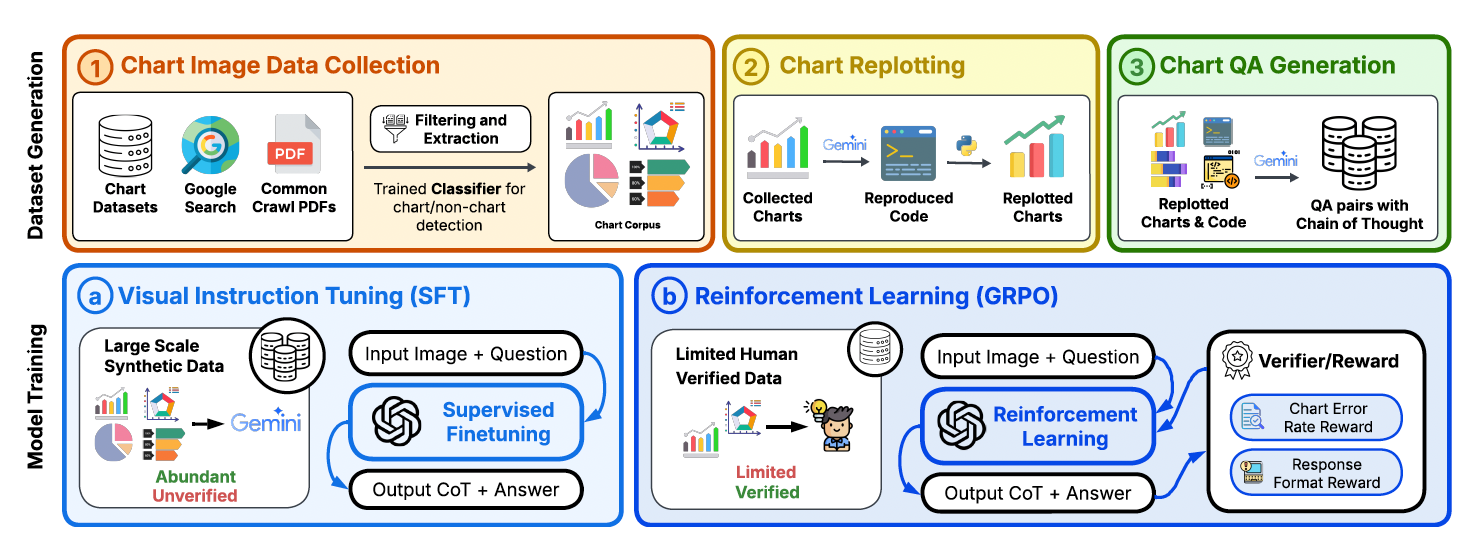 Dataset Generation
1 Chart Image Data Collection
Chart
Datasets
Google
Search
PDF
Common
Crawl PDFs
Filtering and
Extraction
Trained Classifier for
chart/non-chart
detection
Chart Corpus
2 Chart Replotting
Collected
Charts
Gemini
Reproduced
Code
Replotted
Charts
3 Chart QA Generation
Replotted
Charts & Code
Gemini
QA pairs with
Chain of Thought
Model Training
a Visual Instruction Tuning (SFT)
Large Scale
Synthetic Data
Gemini
Abundant
Unverified
Input Image + Question
Supervised
Finetuning
Output CoT + Answer
b Reinforcement Learning (GRPO)
Limited Human
Verified Data
Limited
Verified
Input Image + Question
Reinforcement
Learning
Output CoT + Answer
Verifier/Reward
Chart Error
Rate Reward
Response
Format Reward